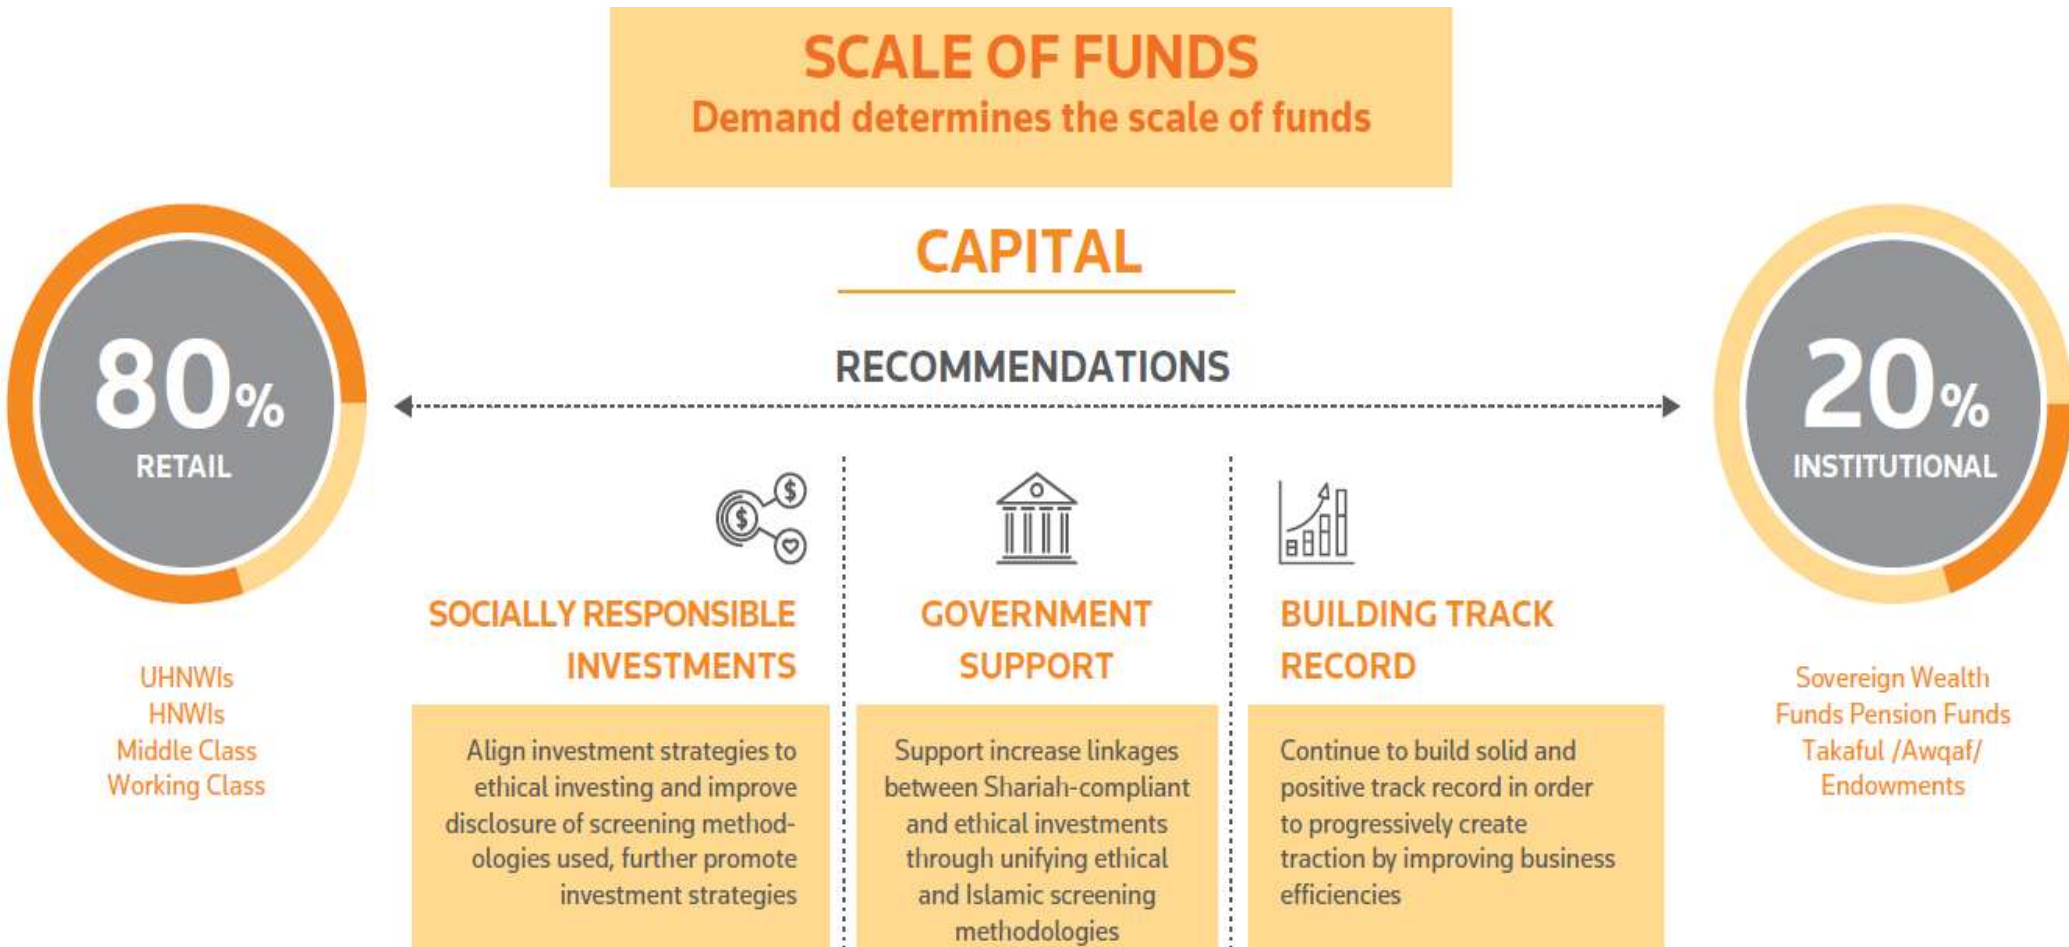 SCALE OF FUNDS
Demand determines the scale of funds
CAPITAL
RECOMMENDATIONS
80%
RETAIL
UHNWIs
HNWIs
Middle Class
Working Class
SOCIALLY RESPONSIBLE
INVESTMENTS
Align investment strategies to
ethical investing and improve
disclosure of screening method-
ologies used, further promote
investment strategies
GOVERNMENT
SUPPORT
Support increase linkages
between Shariah-compliant
and ethical investments
through unifying ethical
and Islamic screening
methodologies
BUILDING TRACK
RECORD
Continue to build solid and
positive track record in order
to progressively create
traction by improving business
efficiencies
20%
INSTITUTIONAL
Sovereign Wealth
Funds Pension Funds
Takaful /Awqaf/
Endowments